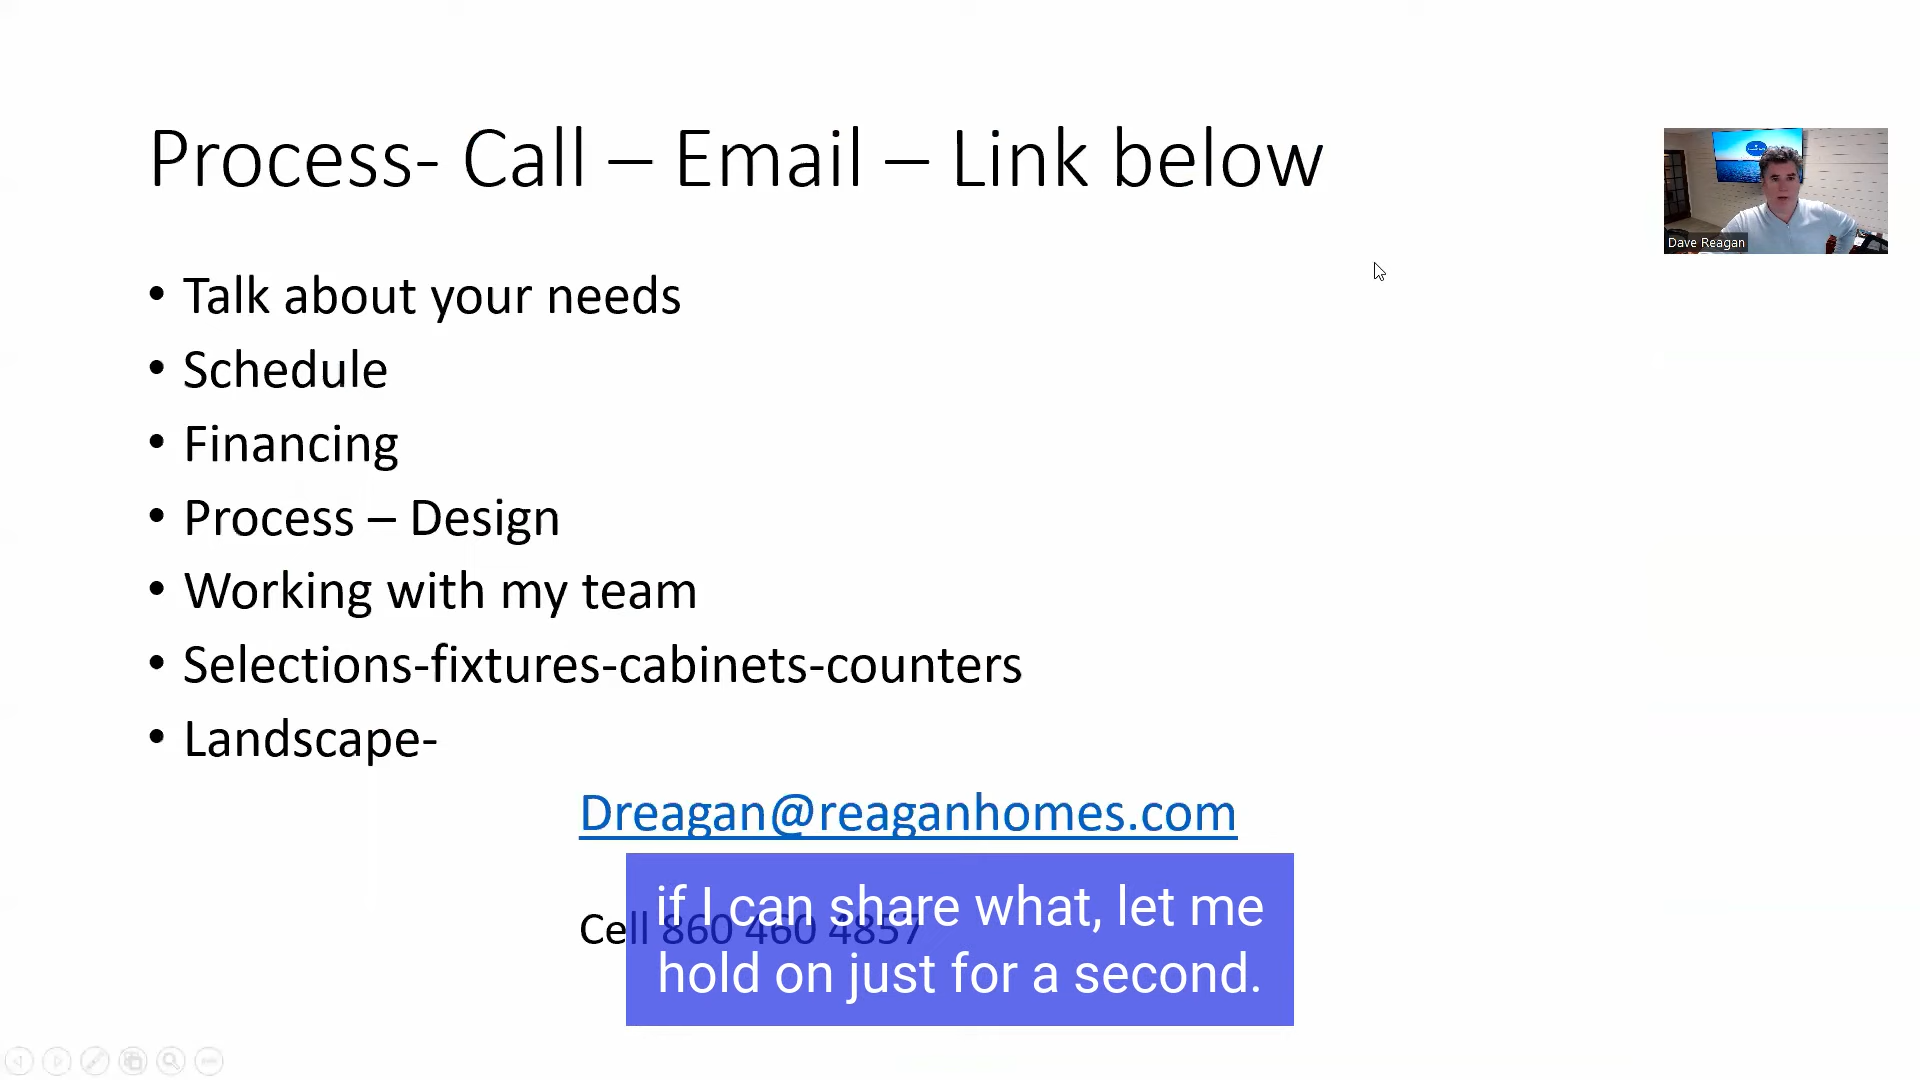 Process- Call – Email – Link below
Dave Reagan
• Talk about your needs
• Schedule
• Financing
• Process – Design
• Working with my team
• Selections-fixtures-cabinets-counters
• Landscape-
Dreagan@reaganhomes.com
Cell 860 460 4857
if I can share what, let me
hold on just for a second.